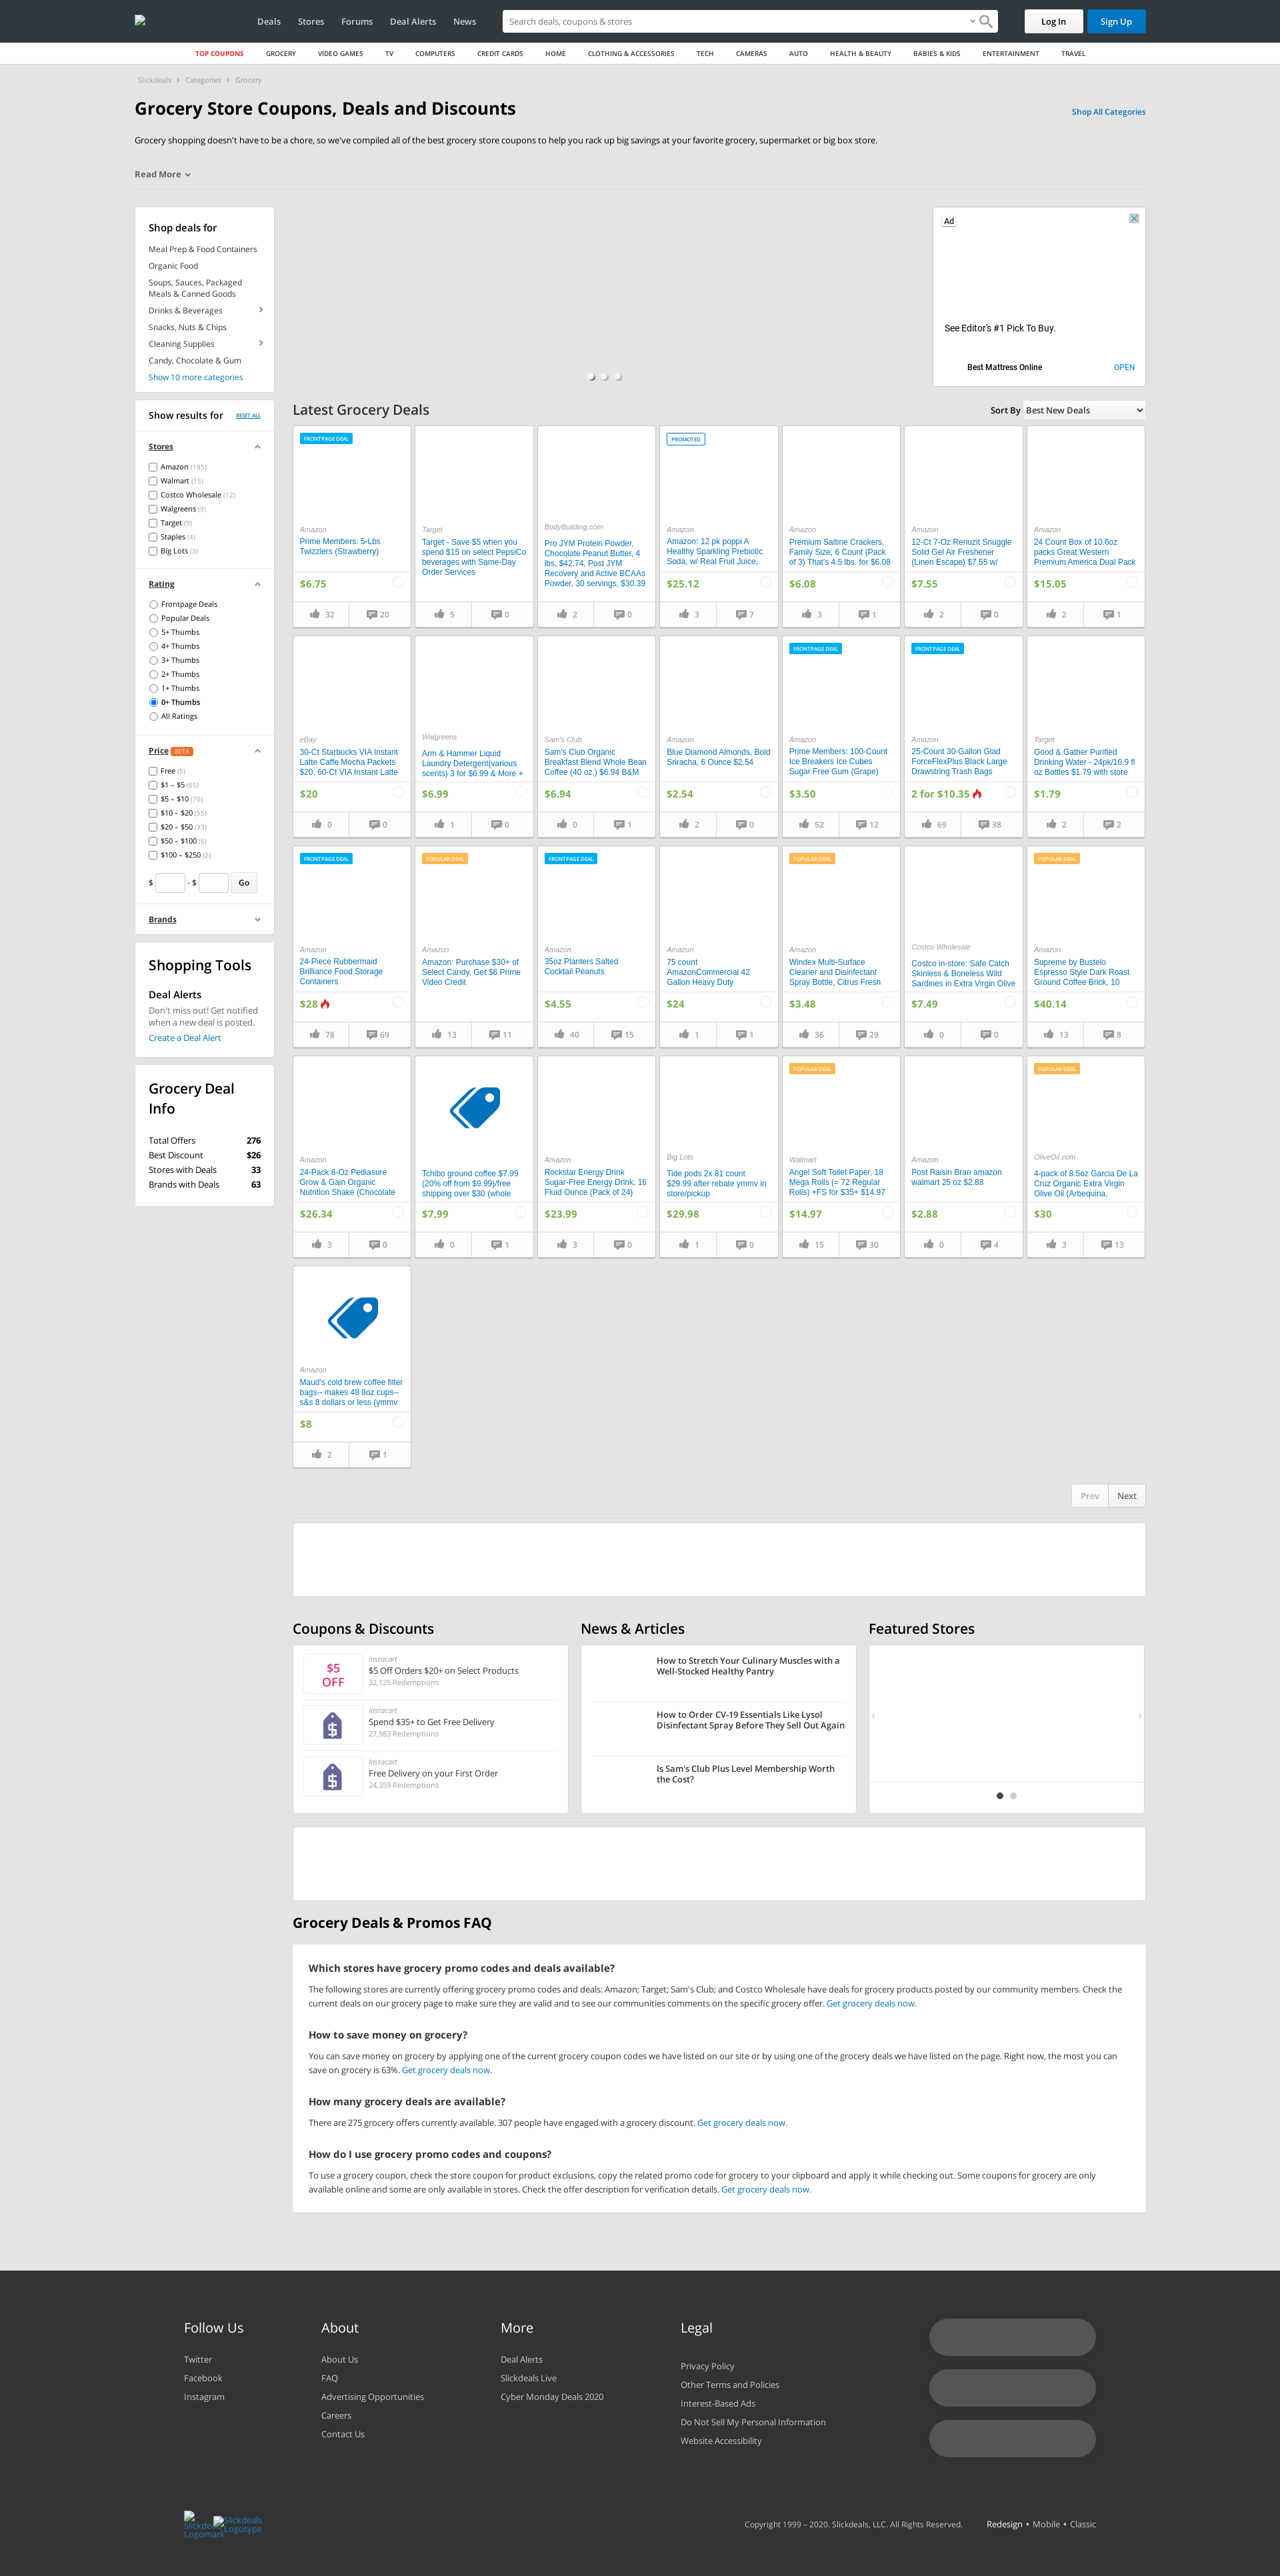 Deals Stores Forums Deal Alerts News Search deals, coupons & stores Log In Sign Up
TOP COUPONS GROCERY VIDEO GAMES TV COMPUTERS CREDIT CARDS HOME CLOTHING & ACCESSORIES TECH CAMERAS AUTO HEALTH & BEAUTY BABIES & KIDS ENTERTAINMENT TRAVEL
Slickdeals › Categories › Grocery
Grocery Store Coupons, Deals and Discounts
Shop All Categories
Grocery shopping doesn't have to be a chore, so we've compiled all of the best grocery store coupons to help you rack up big savings at your favorite grocery, supermarket or big box store.
Read More
Shop deals for
Meal Prep & Food Containers
Organic Food
Soups, Sauces, Packaged
Meals & Canned Goods
Drinks & Beverages
Snacks, Nuts & Chips
Cleaning Supplies
Candy, Chocolate & Gum
Show 10 more categories
Ad
See Editor's #1 Pick To Buy.
Best Mattress Online
OPEN
Show results for RESET ALL
Stores
Amazon (185)
Walmart (15)
Costco Wholesale (12)
Walgreens (9)
Target (9)
Staples (4)
Big Lots (3)
Rating
Frontpage Deals
Popular Deals
5+ Thumbs
4+ Thumbs
3+ Thumbs
2+ Thumbs
1+ Thumbs
0+ Thumbs
All Ratings
Price BETA
Free (5)
$1 – $5 (65)
$5 – $10 (70)
$10 – $20 (55)
$20 – $50 (33)
$50 – $100 (6)
$100 – $250 (2)
$ - $ Go
Brands
Shopping Tools
Deal Alerts
Don't miss out! Get notified
when a new deal is posted.
Create a Deal Alert
Grocery Deal
Info
Total Offers 276
Best Discount $26
Stores with Deals 33
Brands with Deals 63
Latest Grocery Deals
Sort By Best New Deals
FRONTPAGE DEAL
Amazon
Prime Members: 5-Lbs
Twizzlers (Strawberry)
$6.75
32 20
Target
Target - Save $5 when you
spend $15 on select PepsiCo
beverages with Same-Day
Order Services
5 0
BodyBuilding.com
Pro JYM Protein Powder,
Chocolate Peanut Butter, 4
lbs, $42.74, Post JYM
Recovery and Active BCAAs
Powder, 30 servings, $30.39
2 0
PROMOTED
Amazon
Amazon: 12 pk poppi A
Healthy Sparkling Prebiotic
Soda, w/ Real Fruit Juice,
$25.12
3 7
Amazon
Premium Saltine Crackers,
Family Size, 6 Count (Pack
of 3) That's 4.5 lbs. for $6.08
$6.08
3 1
Amazon
12-Ct 7-Oz Renuzit Snuggle
Solid Gel Air Freshener
(Linen Escape) $7.55 w/
$7.55
2 0
Amazon
24 Count Box of 10.6oz
packs Great Western
Premium America Dual Pack
$15.05
2 1
eBay
30-Ct Starbucks VIA Instant
Latte Caffe Mocha Packets
$20, 60-Ct VIA Instant Latte
$20
0 0
Walgreens
Arm & Hammer Liquid
Laundry Detergent(various
scents) 3 for $6.99 & More +
$6.99
1 0
Sam's Club
Sam's Club Organic
Breakfast Blend Whole Bean
Coffee (40 oz.) $6.94 B&M
$6.94
0 1
Amazon
Blue Diamond Almonds, Bold
Sriracha, 6 Ounce $2.54
$2.54
2 0
FRONTPAGE DEAL
Amazon
Prime Members: 100-Count
Ice Breakers Ice Cubes
Sugar Free Gum (Grape)
$3.50
52 12
FRONTPAGE DEAL
Amazon
25-Count 30-Gallon Glad
ForceFlexPlus Black Large
Drawstring Trash Bags
2 for $10.35
69 38
Target
Good & Gather Purified
Drinking Water - 24pk/16.9 fl
oz Bottles $1.79 with store
$1.79
2 2
FRONTPAGE DEAL
Amazon
24-Piece Rubbermaid
Brilliance Food Storage
Containers
$28
78 69
POPULAR DEAL
Amazon
Amazon: Purchase $30+ of
Select Candy, Get $6 Prime
Video Credit
13 11
FRONTPAGE DEAL
Amazon
35oz Planters Salted
Cocktail Peanuts
$4.55
40 15
Amazon
75 count
AmazonCommercial 42
Gallon Heavy Duty
$24
1 1
POPULAR DEAL
Amazon
Windex Multi-Surface
Cleaner and Disinfectant
Spray Bottle, Citrus Fresh
$3.48
36 29
Costco Wholesale
Costco in-store: Safe Catch
Skinless & Boneless Wild
Sardines in Extra Virgin Olive
$7.49
0 0
POPULAR DEAL
Amazon
Supreme by Bustelo
Espresso Style Dark Roast
Ground Coffee Brick, 10
$40.14
13 8
Amazon
24-Pack 8-Oz Pediasure
Grow & Gain Organic
Nutrition Shake (Chocolate
$26.34
3 0
Tchibo ground coffee $7.99
(20% off from $9.99)/free
shipping over $30 (whole
$7.99
0 1
Amazon
Rockstar Energy Drink
Sugar-Free Energy Drink, 16
Fluid Ounce (Pack of 24)
$23.99
3 0
Big Lots
Tide pods 2x 81 count
$29.99 after rebate ymmv in
store/pickup
$29.98
1 0
POPULAR DEAL
Walmart
Angel Soft Toilet Paper, 18
Mega Rolls (= 72 Regular
Rolls) +FS for $35+ $14.97
$14.97
15 30
Amazon
Post Raisin Bran amazon
walmart 25 oz $2.88
$2.88
0 4
POPULAR DEAL
OliveOil.com
4-pack of 8.5oz Garcia De La
Cruz Organic Extra Virgin
Olive Oil (Arbequina,
$30
3 13
Amazon
Maud's cold brew coffee filter
bags-- makes 48 8oz cups--
s&s 8 dollars or less (ymmv
$8
2 1
Prev Next
Coupons & Discounts
$5
OFF
Instacart
$5 Off Orders $20+ on Select Products
32,125 Redemptions
Instacart
Spend $35+ to Get Free Delivery
27,983 Redemptions
Instacart
Free Delivery on your First Order
24,359 Redemptions
News & Articles
How to Stretch Your Culinary Muscles with a
Well-Stocked Healthy Pantry
How to Order CV-19 Essentials Like Lysol
Disinfectant Spray Before They Sell Out Again
Is Sam's Club Plus Level Membership Worth
the Cost?
Featured Stores
Grocery Deals & Promos FAQ
Which stores have grocery promo codes and deals available?
The following stores are currently offering grocery promo codes and deals: Amazon; Target; Sam's Club; and Costco Wholesale have deals for grocery products posted by our community members. Check the
current deals on our grocery page to make sure they are valid and to see our communities comments on the specific grocery offer. Get grocery deals now.
How to save money on grocery?
You can save money on grocery by applying one of the current grocery coupon codes we have listed on our site or by using one of the grocery deals we have listed on the page. Right now, the most you can
save on grocery is 63%. Get grocery deals now.
How many grocery deals are available?
There are 275 grocery offers currently available. 307 people have engaged with a grocery discount. Get grocery deals now.
How do I use grocery promo codes and coupons?
To use a grocery coupon, check the store coupon for product exclusions, copy the related promo code for grocery to your clipboard and apply it while checking out. Some coupons for grocery are only
available online and some are only available in stores. Check the offer description for verification details. Get grocery deals now.
Follow Us
Twitter
Facebook
Instagram
About
About Us
FAQ
Advertising Opportunities
Careers
Contact Us
More
Deal Alerts
Slickdeals Live
Cyber Monday Deals 2020
Legal
Privacy Policy
Other Terms and Policies
Interest-Based Ads
Do Not Sell My Personal Information
Website Accessibility
Slickdeals
Logomark
Slickdeals
Logotype
Copyright 1999 – 2020. Slickdeals, LLC. All Rights Reserved. Redesign • Mobile • Classic